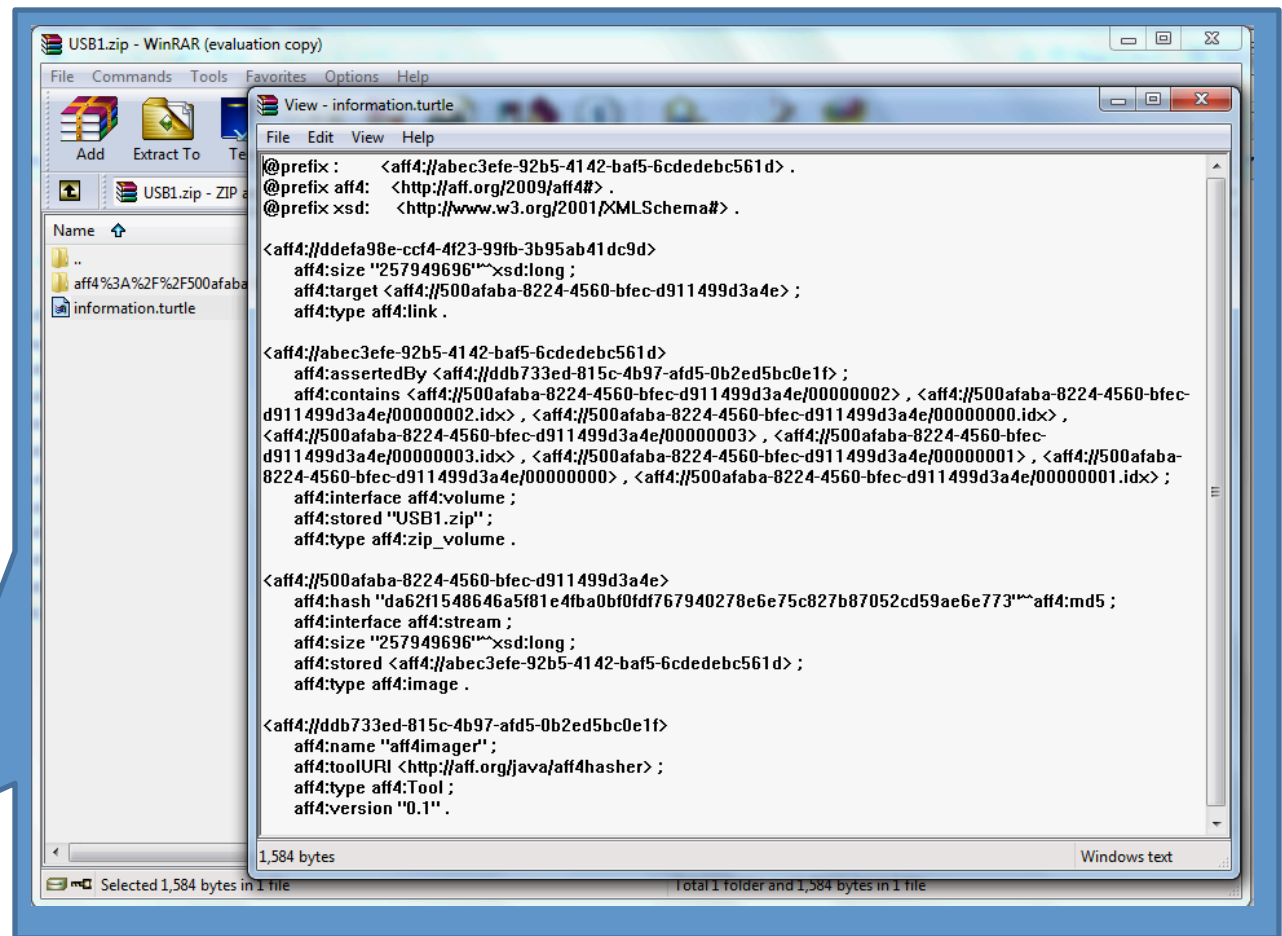 USB1.zip - WinRAR (evaluation copy)
File Commands Tools Favorites Options Help
Add Extract To Te
USB1.zip - ZIP a
Name
..
aff4%3A%2F%2F500afaba
information.turtle
View - information.turtle
File Edit View Help
@prefix : <aff4://abec3efe-92b5-4142-baf5-6cdedebc561d> .
@prefix aff4: <http://aff.org/2009/aff4#> .
@prefix xsd: <http://www.w3.org/2001/XMLSchema#> .
<aff4://ddefa98e-ccf4-4f23-99fb-3b95ab41dc9d>
aff4:size "257949696"^^xsd:long ;
aff4:target <aff4://500afaba-8224-4560-bfec-d911499d3a4e> ;
aff4:type aff4:link .
<aff4://abec3efe-92b5-4142-baf5-6cdedebc561d>
aff4:assertedBy <aff4://ddb733ed-815c-4b97-afd5-0b2ed5bc0e1f> ;
aff4:contains <aff4://500afaba-8224-4560-bfec-d911499d3a4e/00000002> , <aff4://500afaba-8224-4560-bfec-
d911499d3a4e/00000002.idx> , <aff4://500afaba-8224-4560-bfec-d911499d3a4e/00000000.idx> ,
<aff4://500afaba-8224-4560-bfec-d911499d3a4e/00000003> , <aff4://500afaba-8224-4560-bfec-
d911499d3a4e/00000003.idx> , <aff4://500afaba-8224-4560-bfec-d911499d3a4e/00000001> , <aff4://500afaba-
8224-4560-bfec-d911499d3a4e/00000000> , <aff4://500afaba-8224-4560-bfec-d911499d3a4e/00000001.idx> ;
aff4:interface aff4:volume ;
aff4:stored "USB1.zip" ;
aff4:type aff4:zip_volume .
<aff4://500afaba-8224-4560-bfec-d911499d3a4e>
aff4:hash "da62f1548646a5f81e4fba0bf0fdf767940278e6e75c827b87052cd59ae6e773"^^aff4:md5 ;
aff4:interface aff4:stream ;
aff4:size "257949696"^^xsd:long ;
aff4:stored <aff4://abec3efe-92b5-4142-baf5-6cdedebc561d> ;
aff4:type aff4:image .
<aff4://ddb733ed-815c-4b97-afd5-0b2ed5bc0e1f>
aff4:name "aff4imager" ;
aff4:toolURI <http://aff.org/java/aff4hasher> ;
aff4:type aff4:Tool ;
aff4:version "0.1" .
1,584 bytes Windows text
Selected 1,584 bytes in 1 file Total 1 folder and 1,584 bytes in 1 file